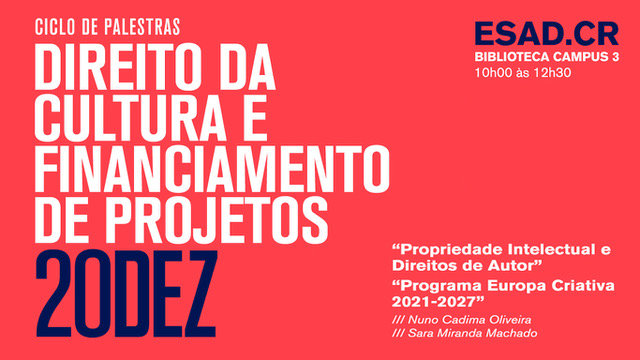 CICLO DE PALESTRAS
DIREITO DA
CULTURA E
FINANCIAMENTO
DE PROJETOS
20DEZ
ESAD.CR
BIBLIOTECA CAMPUS 3
10h00 às 12h30
“Propriedade Intelectual e
Direitos de Autor”
“Programa Europa Criativa
2021-2027”
/// Nuno Cadima Oliveira
/// Sara Miranda Machado